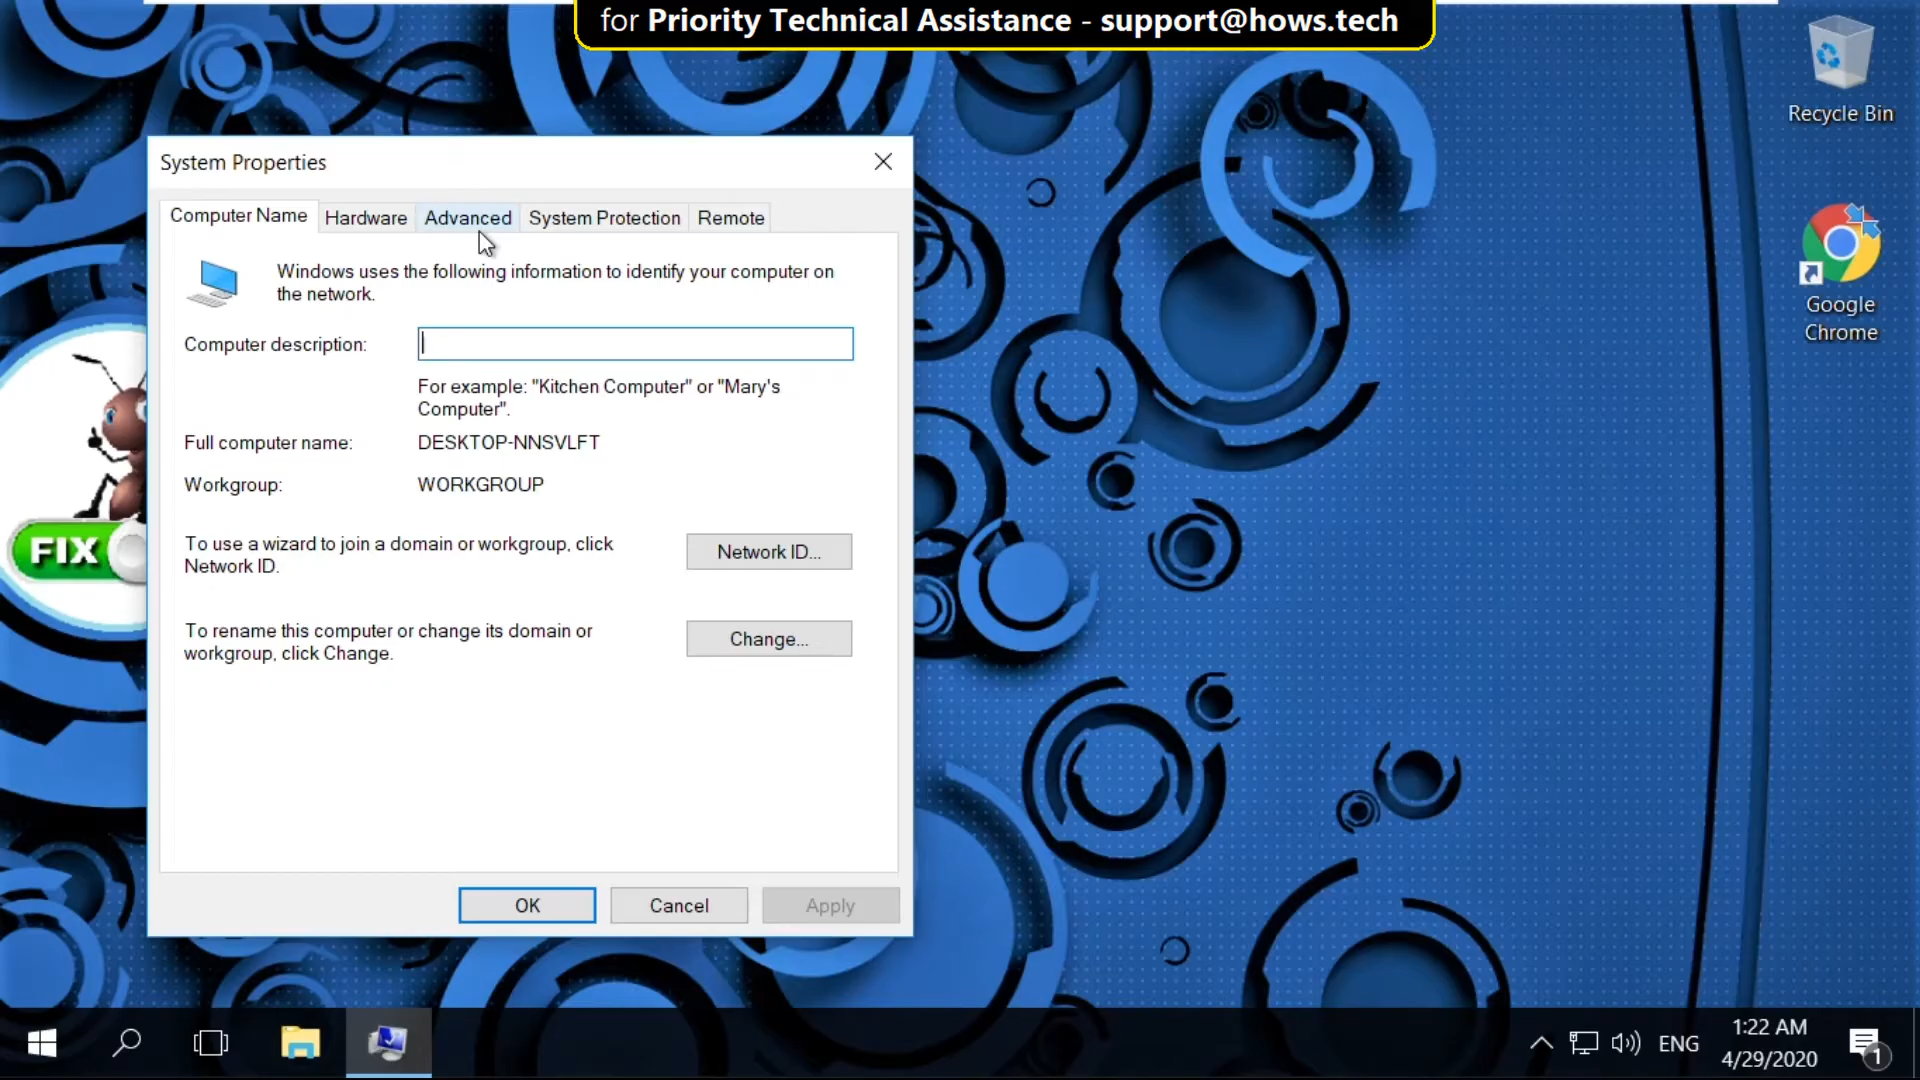 for Priority Technical Assistance - support@hows.tech
Recycle Bin
System Properties
Computer Name Hardware Advanced System Protection Remote
Windows uses the following information to identify your computer on
the network.
Computer description:
For example: "Kitchen Computer" or "Mary's
Computer".
Full computer name: DESKTOP-NNSVLFT
Workgroup: WORKGROUP
To use a wizard to join a domain or workgroup, click
Network ID.
Network ID...
To rename this computer or change its domain or
workgroup, click Change.
Change...
OK Cancel Apply
Google
Chrome
FIX
ENG
1:22 AM
4/29/2020
1